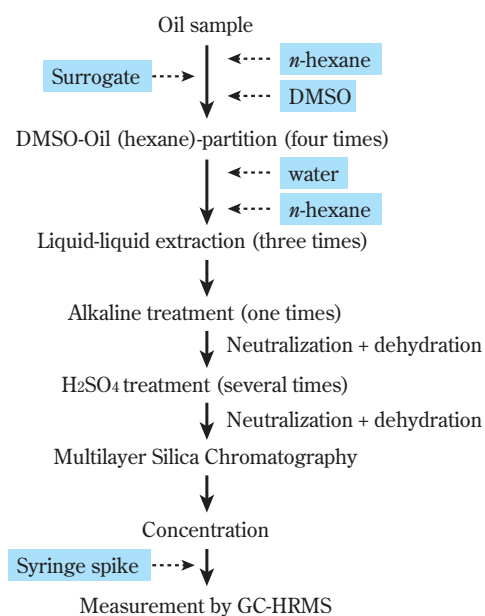 Oil sample
n-hexane
Surrogate
DMSO
DMSO-Oil (hexane)-partition (four times)
water
n-hexane
Liquid-liquid extraction (three times)
Alkaline treatment (one times)
Neutralization + dehydration
H2SO4 treatment (several times)
Neutralization + dehydration
Multilayer Silica Chromatography
Concentration
Syringe spike
Measurement by GC-HRMS